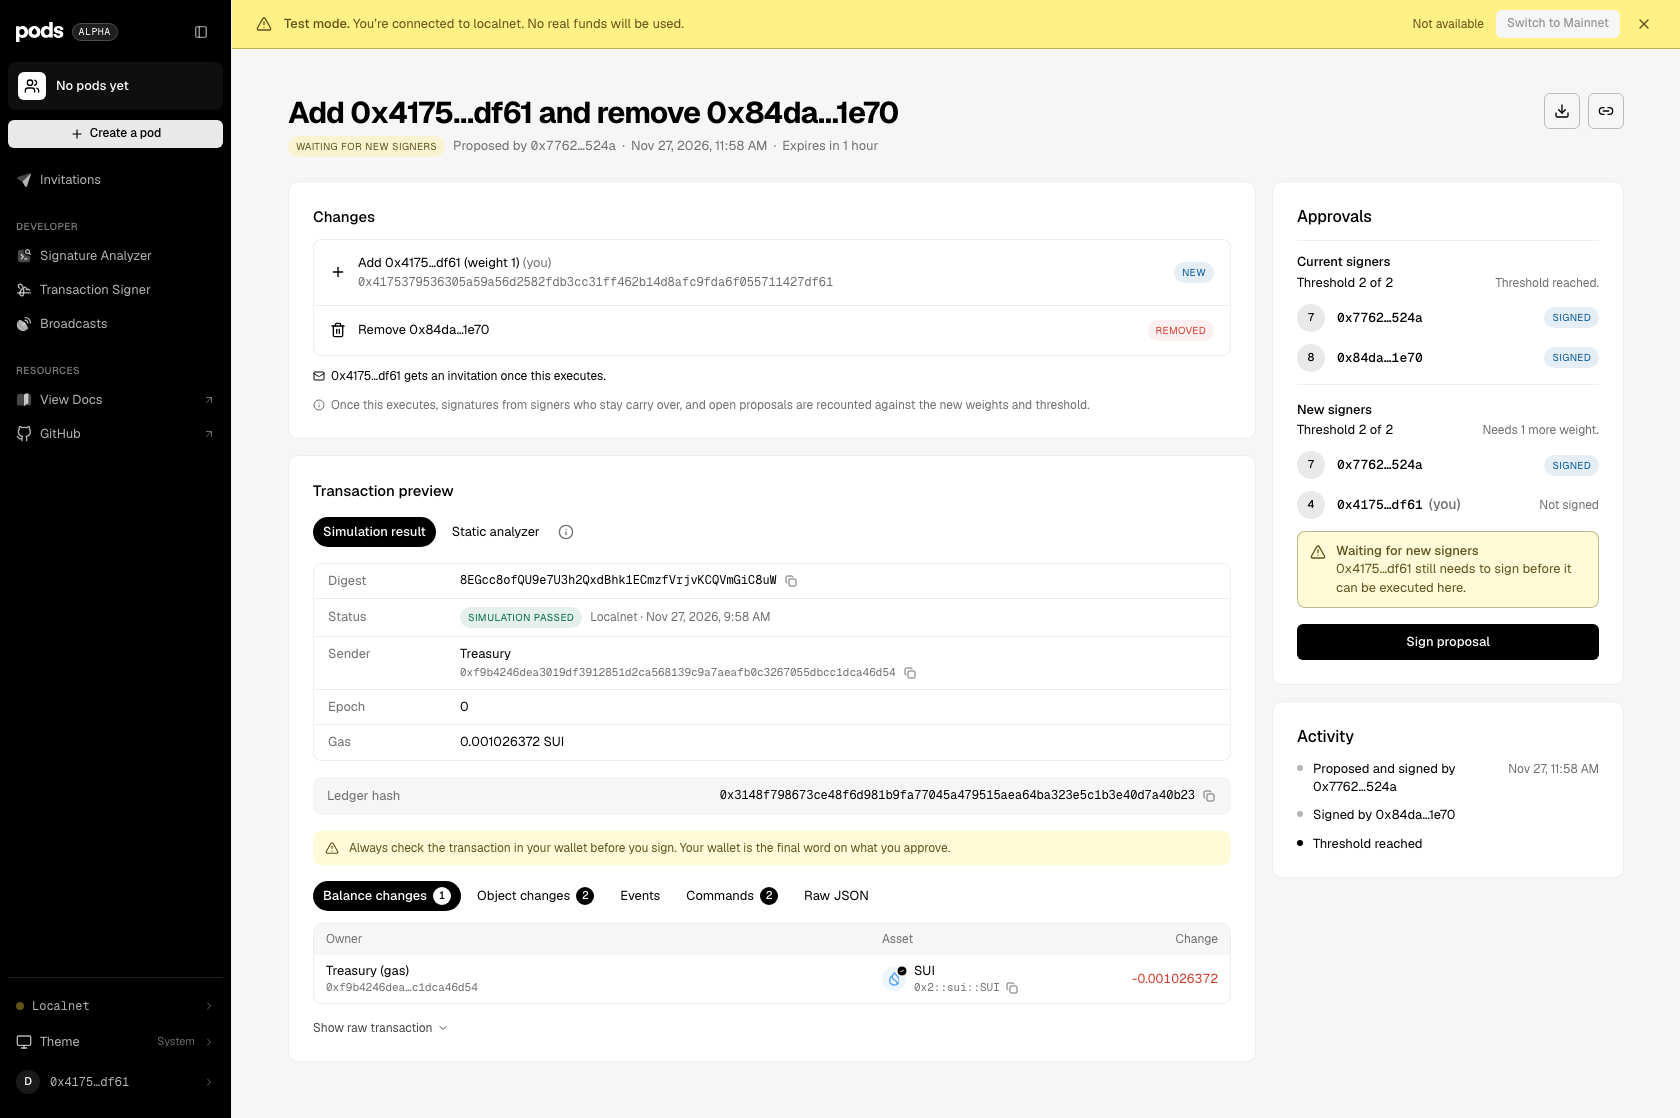 pods ALPHA
No pods yet
Create a pod
Invitations
DEVELOPER
Signature Analyzer
Transaction Signer
Broadcasts
RESOURCES
View Docs
GitHub
Localnet
Theme System
D 0x4175…df61
Test mode. You're connected to localnet. No real funds will be used.
Not available Switch to Mainnet
Add 0x4175…df61 and remove 0x84da…1e70
WAITING FOR NEW SIGNERS Proposed by 0x7762…524a · Nov 27, 2026, 11:58 AM · Expires in 1 hour
Changes
Add 0x4175…df61 (weight 1) (you)
0x4175379536305a59a56d2582fdb3cc31ff462b14d8afc9fda6f055711427df61
NEW
Remove 0x84da…1e70
REMOVED
0x4175…df61 gets an invitation once this executes.
Once this executes, signatures from signers who stay carry over, and open proposals are recounted against the new weights and threshold.
Transaction preview
Simulation result Static analyzer
Digest 8EGcc8ofQU9e7U3h2QxdBhk1ECmzfVrjvKCQVmGiC8uW
Status SIMULATION PASSED Localnet · Nov 27, 2026, 9:58 AM
Sender Treasury
0xf9b4246dea3019df3912851d2ca568139c9a7aeafb0c3267055dbcc1dca46d54
Epoch 0
Gas 0.001026372 SUI
Ledger hash 0x3148f798673ce48f6d981b9fa77045a479515aea64ba323e5c1b3e40d7a40b23
Always check the transaction in your wallet before you sign. Your wallet is the final word on what you approve.
Balance changes 1 Object changes 2 Events Commands 2 Raw JSON
Owner Asset Change
Treasury (gas) SUI -0.001026372
0xf9b4246dea…c1dca46d54 0x2::sui::SUI
Show raw transaction
Approvals
Current signers
Threshold 2 of 2 Threshold reached.
7 0x7762…524a SIGNED
8 0x84da…1e70 SIGNED
New signers
Threshold 2 of 2 Needs 1 more weight.
7 0x7762…524a SIGNED
4 0x4175…df61 (you) Not signed
Waiting for new signers
0x4175…df61 still needs to sign before it
can be executed here.
Sign proposal
Activity
Proposed and signed by Nov 27, 11:58 AM
0x7762…524a
Signed by 0x84da…1e70
Threshold reached